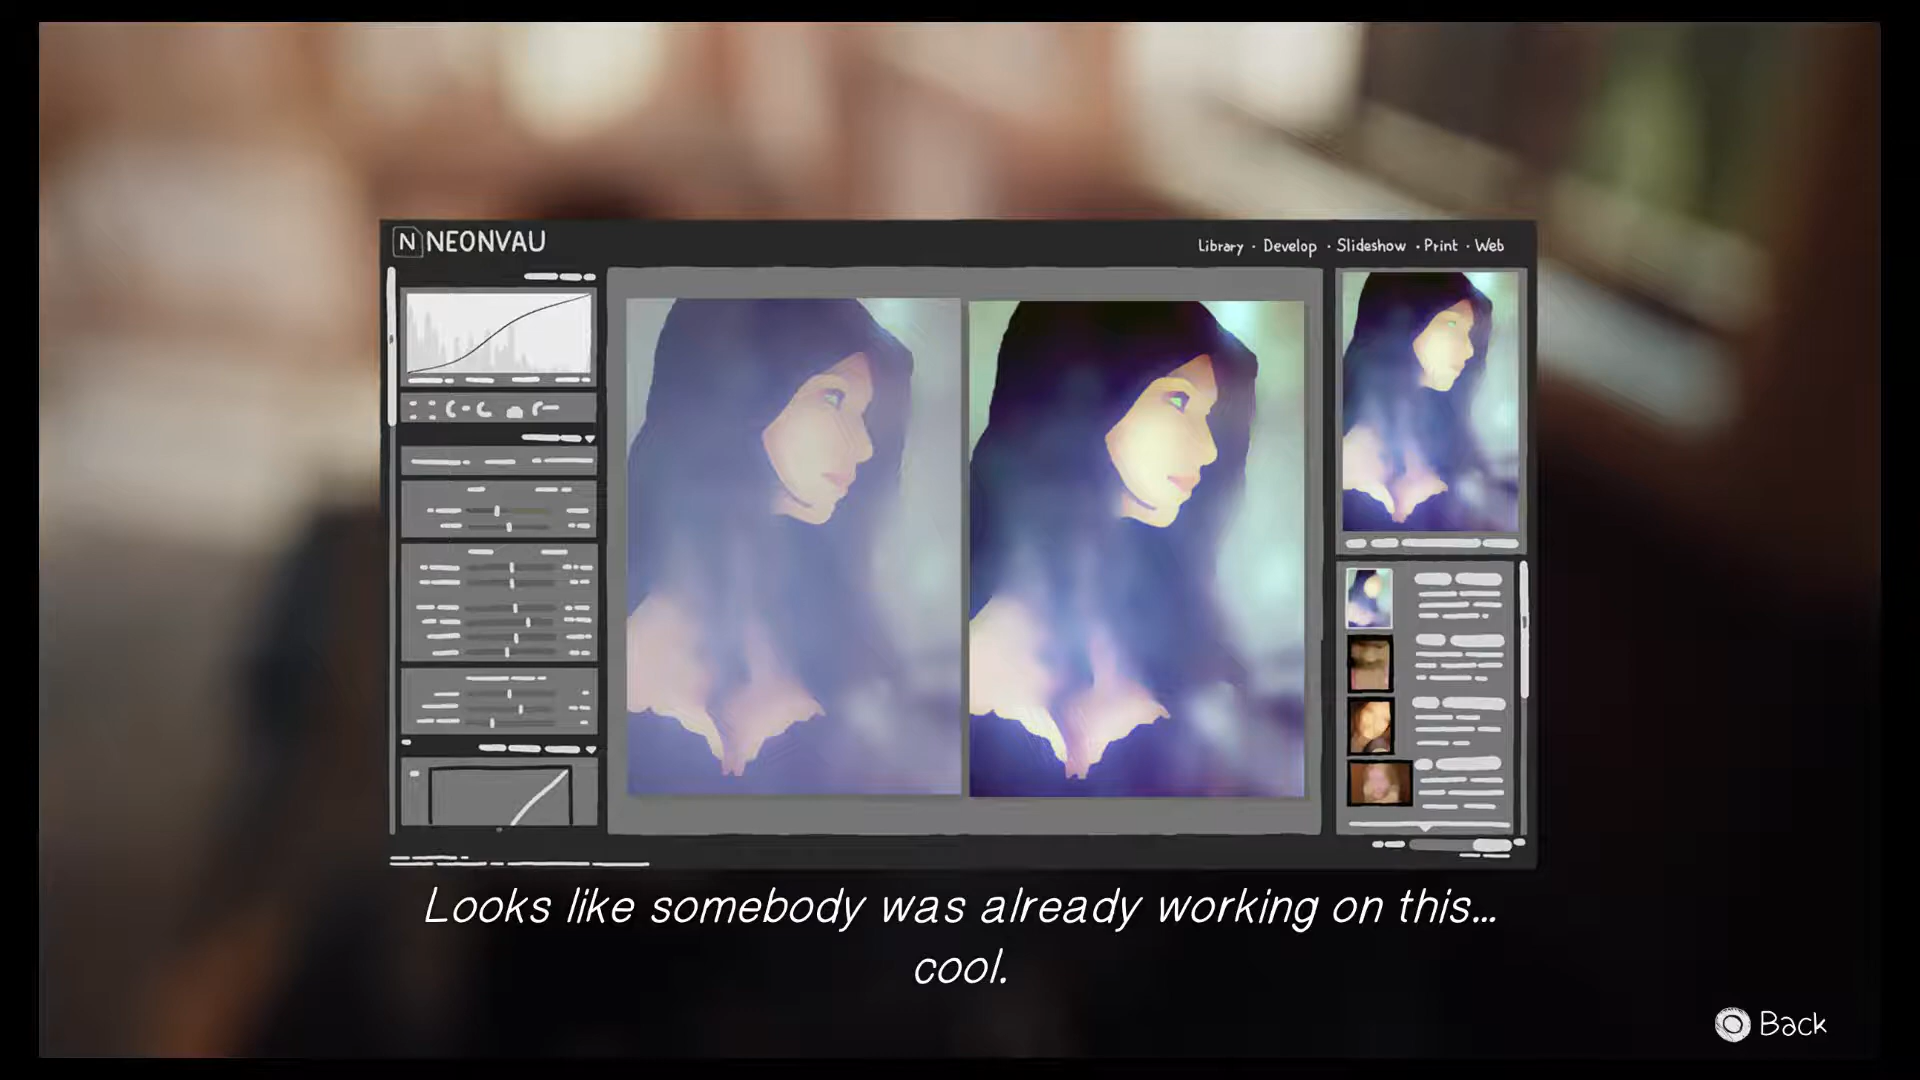 N NEONVAU
Library · Develop · Slideshow · Print · Web
Looks like somebody was already working on this...
cool.
Back